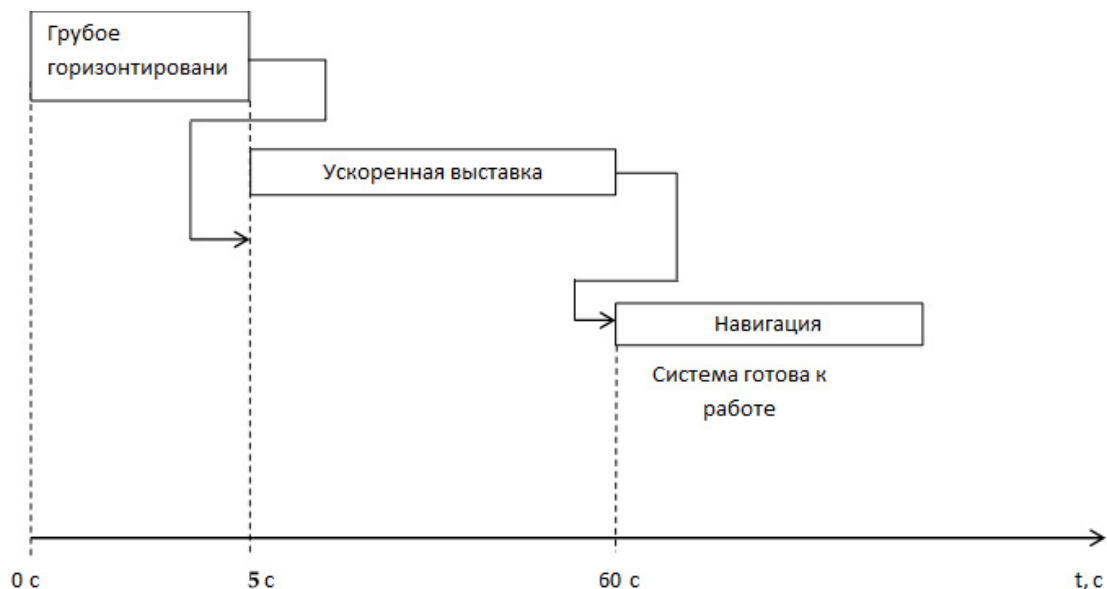 Грубое
горизонтировани
Ускоренная выставка
Навигация
Система готова к
работе
0 с
5 с
60 с
t, с